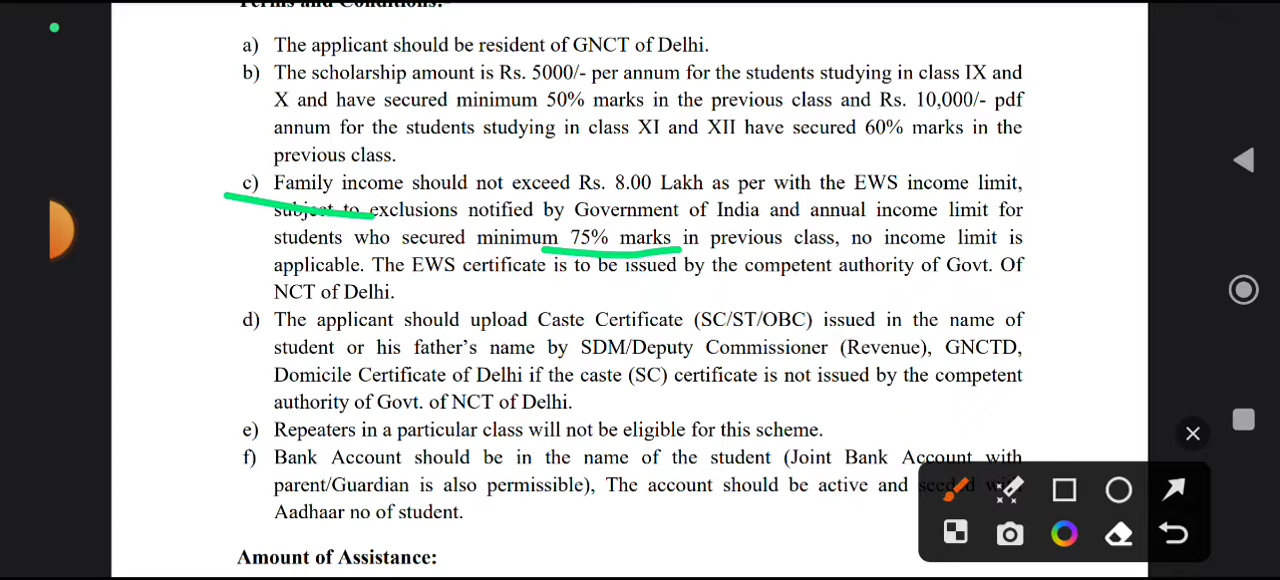 Terms and Conditions:-
a) The applicant should be resident of GNCT of Delhi.
b) The scholarship amount is Rs. 5000/- per annum for the students studying in class IX and
X and have secured minimum 50% marks in the previous class and Rs. 10,000/- pdf
annum for the students studying in class XI and XII have secured 60% marks in the
previous class.
c) Family income should not exceed Rs. 8.00 Lakh as per with the EWS income limit,
subject to exclusions notified by Government of India and annual income limit for
students who secured minimum 75% marks in previous class, no income limit is
applicable. The EWS certificate is to be issued by the competent authority of Govt. Of
NCT of Delhi.
d) The applicant should upload Caste Certificate (SC/ST/OBC) issued in the name of
student or his father's name by SDM/Deputy Commissioner (Revenue), GNCTD,
Domicile Certificate of Delhi if the caste (SC) certificate is not issued by the competent
authority of Govt. of NCT of Delhi.
e) Repeaters in a particular class will not be eligible for this scheme.
f) Bank Account should be in the name of the student (Joint Bank Account with
parent/Guardian is also permissible), The account should be active and seeded with
Aadhaar no of student.
Amount of Assistance: